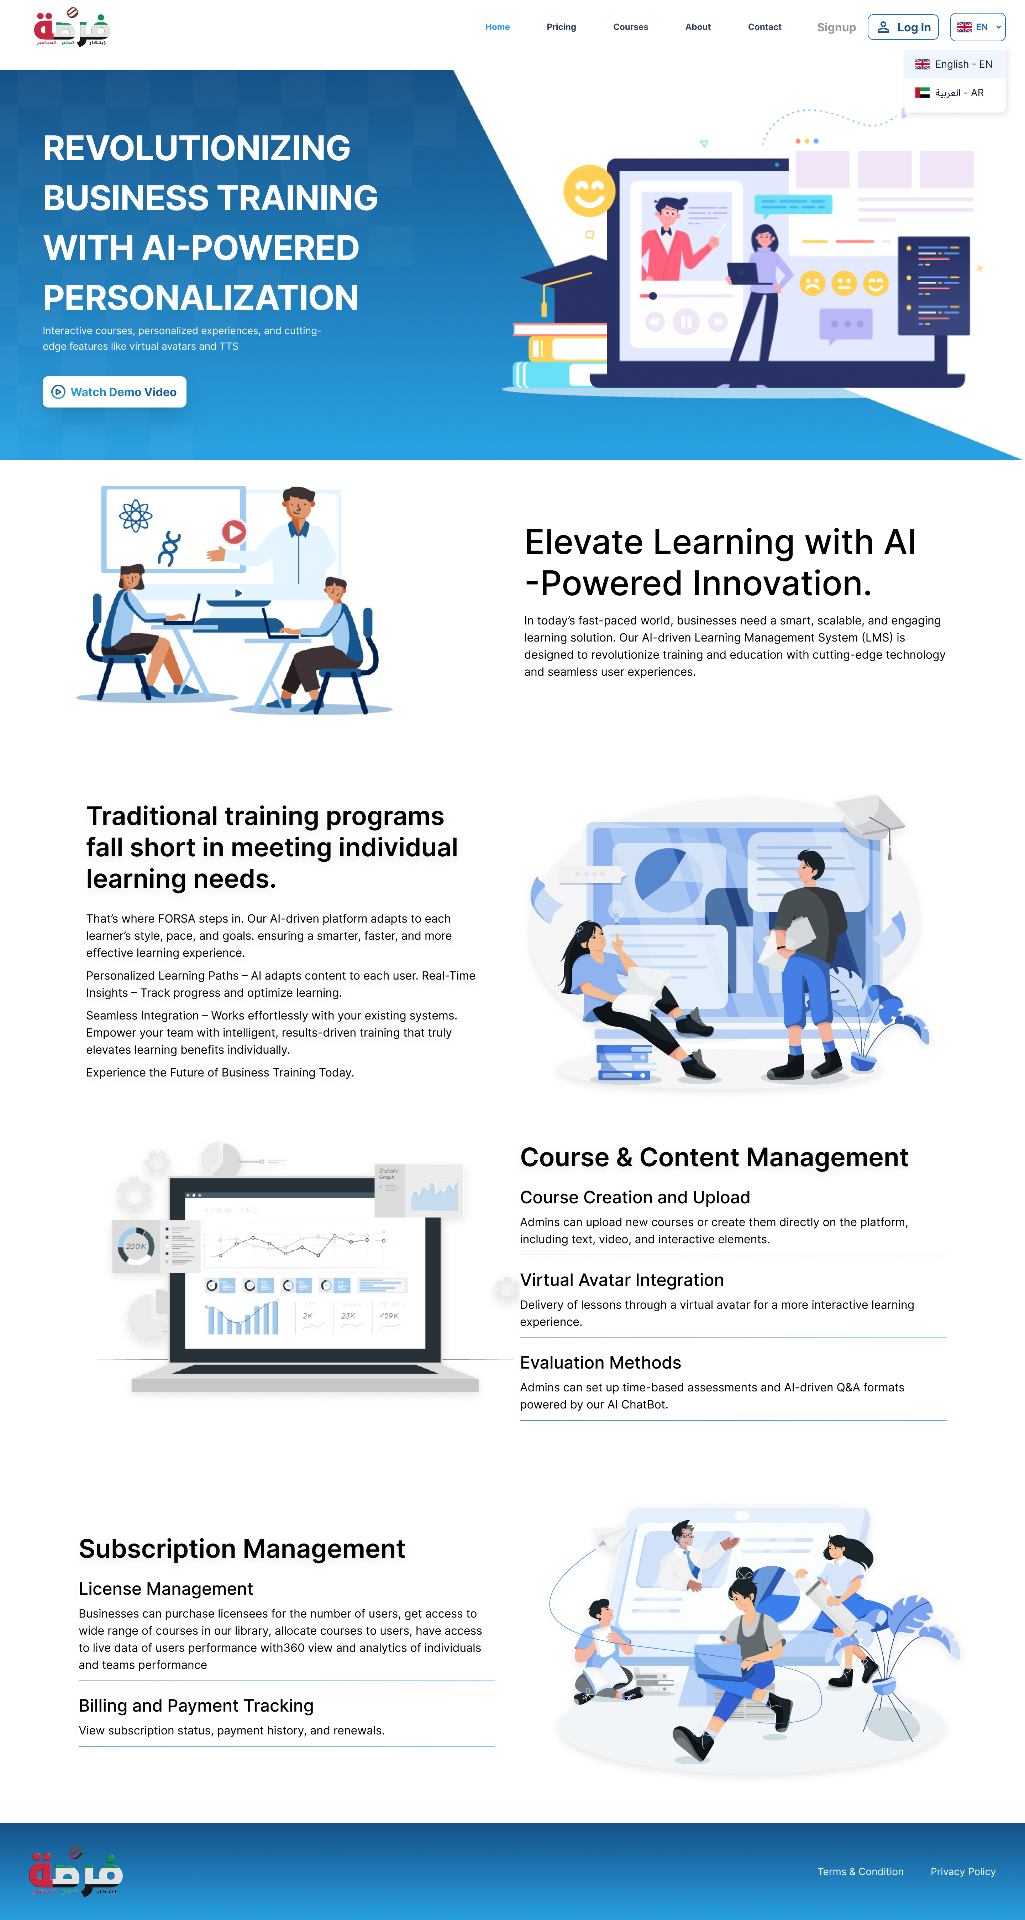 فرصة
Home Pricing Courses About Contact Signup Log In EN
English - EN
العربية - AR
REVOLUTIONIZING
BUSINESS TRAINING
WITH AI-POWERED
PERSONALIZATION
Interactive courses, personalized experiences, and cutting-
edge features like virtual avatars and TTS
Watch Demo Video
Elevate Learning with AI
-Powered Innovation.
In today’s fast-paced world, businesses need a smart, scalable, and engaging
learning solution. Our AI-driven Learning Management System (LMS) is
designed to revolutionize training and education with cutting-edge technology
and seamless user experiences.
Traditional training programs
fall short in meeting individual
learning needs.
That’s where FORSA steps in. Our AI-driven platform adapts to each
learner’s style, pace, and goals. ensuring a smarter, faster, and more
effective learning experience.
Personalized Learning Paths – AI adapts content to each user. Real-Time
Insights – Track progress and optimize learning.
Seamless Integration – Works effortlessly with your existing systems.
Empower your team with intelligent, results-driven training that truly
elevates learning benefits individually.
Experience the Future of Business Training Today.
Statistic
Graph
200K
2K 23K 459K
Course & Content Management
Course Creation and Upload
Admins can upload new courses or create them directly on the platform,
including text, video, and interactive elements.
Virtual Avatar Integration
Delivery of lessons through a virtual avatar for a more interactive learning
experience.
Evaluation Methods
Admins can set up time-based assessments and AI-driven Q&A formats
powered by our AI ChatBot.
Subscription Management
License Management
Businesses can purchase licensees for the number of users, get access to
wide range of courses in our library, allocate courses to users, have access
to live data of users performance with360 view and analytics of individuals
and teams performance
Billing and Payment Tracking
View subscription status, payment history, and renewals.
فرصة
Terms & Condition Privacy Policy